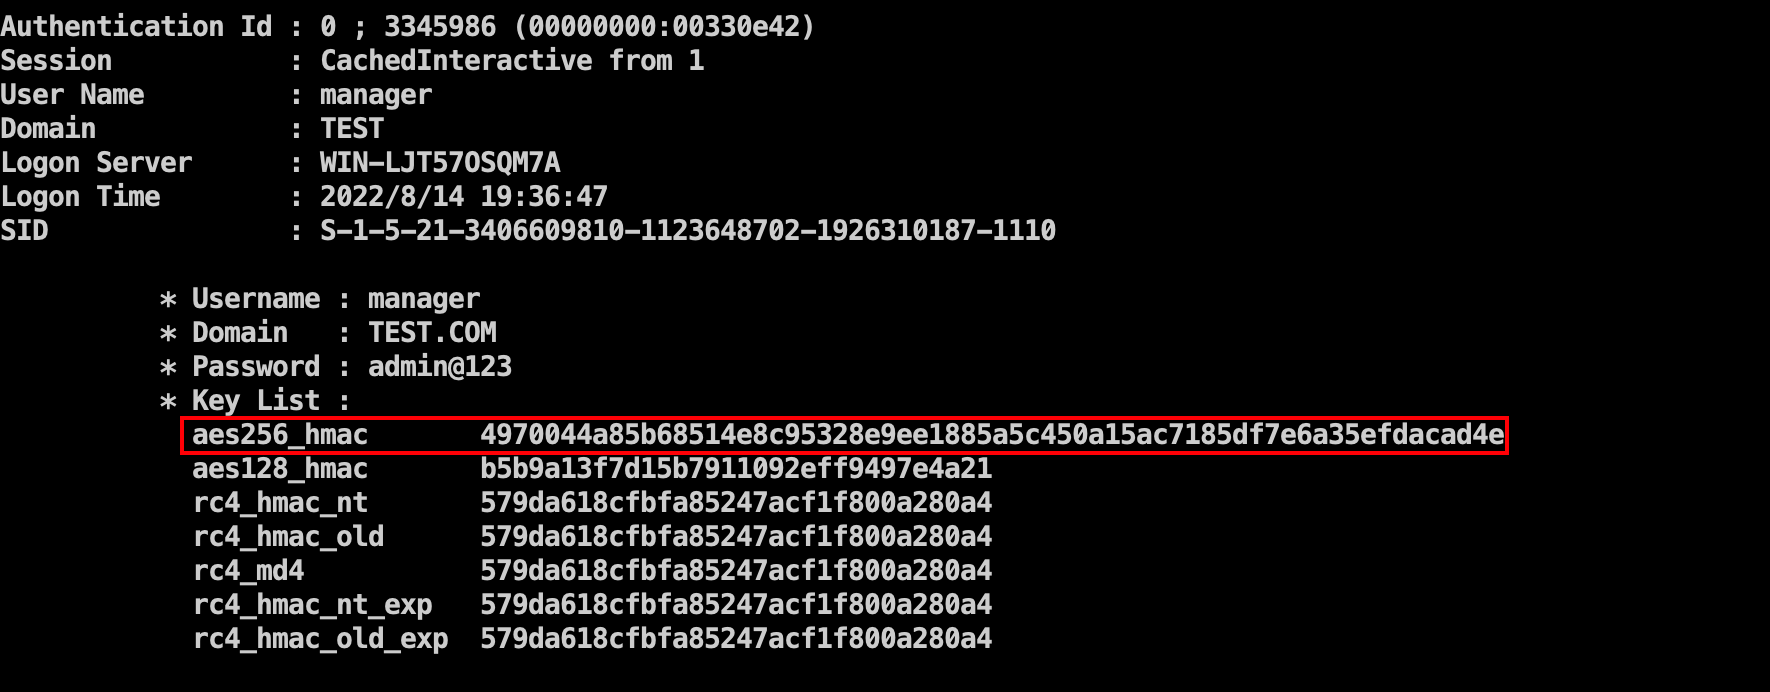 Authentication Id : 0 ; 3345986 (00000000:00330e42)
Session           : CachedInteractive from 1
User Name         : manager
Domain            : TEST
Logon Server      : WIN-LJT57OSQM7A
Logon Time        : 2022/8/14 19:36:47
SID               : S-1-5-21-3406609810-1123648702-1926310187-1110
* Username : manager
* Domain   : TEST.COM
* Password : admin@123
* Key List :
aes256_hmac       4970044a85b68514e8c95328e9ee1885a5c450a15ac7185df7e6a35efdacad4e
aes128_hmac       b5b9a13f7d15b7911092eff9497e4a21
rc4_hmac_nt       579da618cfbfa85247acf1f800a280a4
rc4_hmac_old      579da618cfbfa85247acf1f800a280a4
rc4_md4           579da618cfbfa85247acf1f800a280a4
rc4_hmac_nt_exp   579da618cfbfa85247acf1f800a280a4
rc4_hmac_old_exp  579da618cfbfa85247acf1f800a280a4